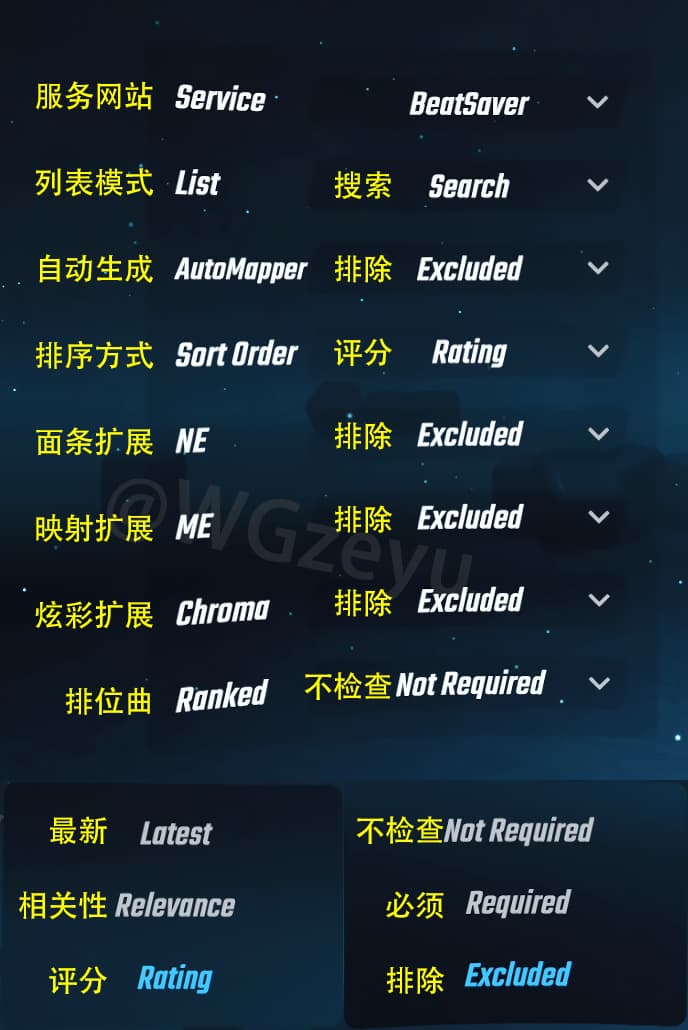 服务网站 Service BeatSaver
列表模式 List 搜索 Search
自动生成 AutoMapper 排除 Excluded
排序方式 Sort Order 评分 Rating
面条扩展 NE 排除 Excluded
映射扩展 ME 排除 Excluded
炫彩扩展 Chroma 排除 Excluded
排位曲 Ranked 不检查 Not Required
@WGzeyu
最新 Latest 不检查 Not Required
相关性 Relevance 必须 Required
评分 Rating 排除 Excluded